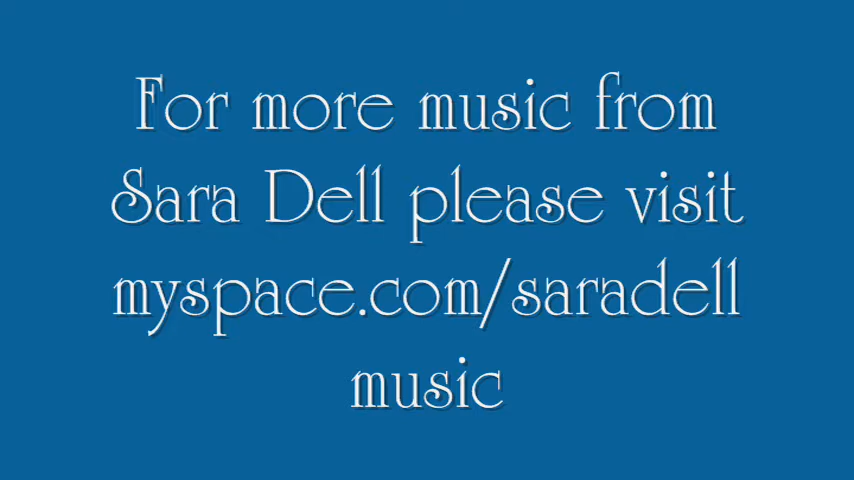 For more music from
Sara Dell please visit
myspace.com/saradell
music